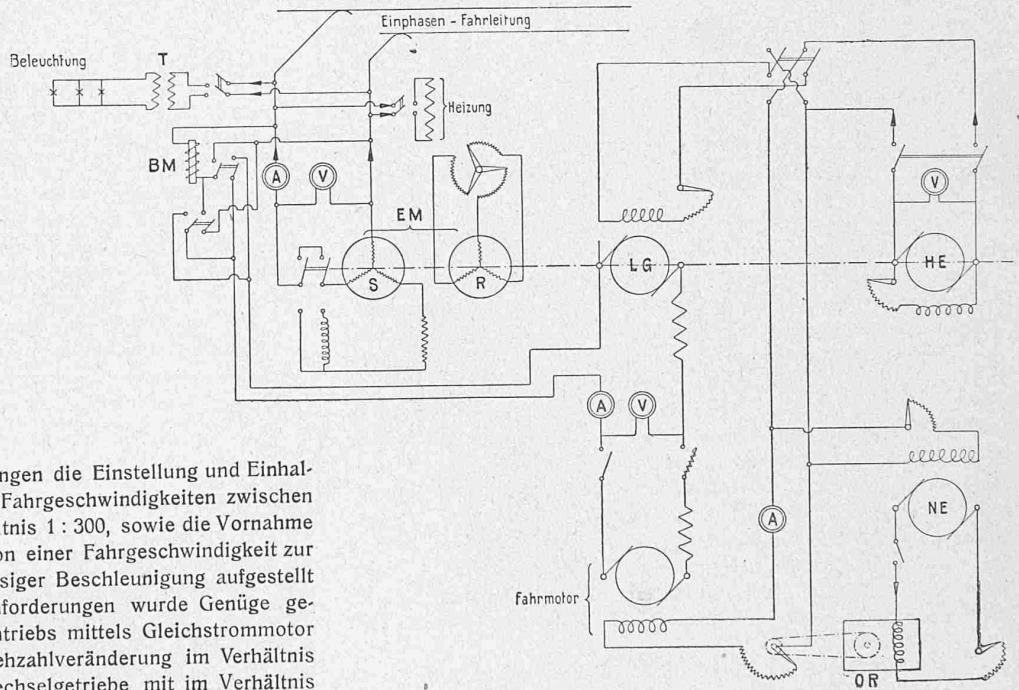 Einphasen - Fahrleitung
Beleuchtung
T
Heizung
BM
A
V
EM
S
R
LG
V
HE
A
V
A
NE
Fahrmotor
OR
ngen die Einstellung und Einhal-
Fahrgeschwindigkeiten zwischen
tnis 1 : 300, sowie die Vornahme
on einer Fahrgeschwindigkeit zur
siger Beschleunigung aufgestellt
nforderungen wurde Genüge ge-
ntriebs mittels Gleichstrommotor
ehzahlveränderung im Verhältnis
echselgetriebe mit im Verhältnis